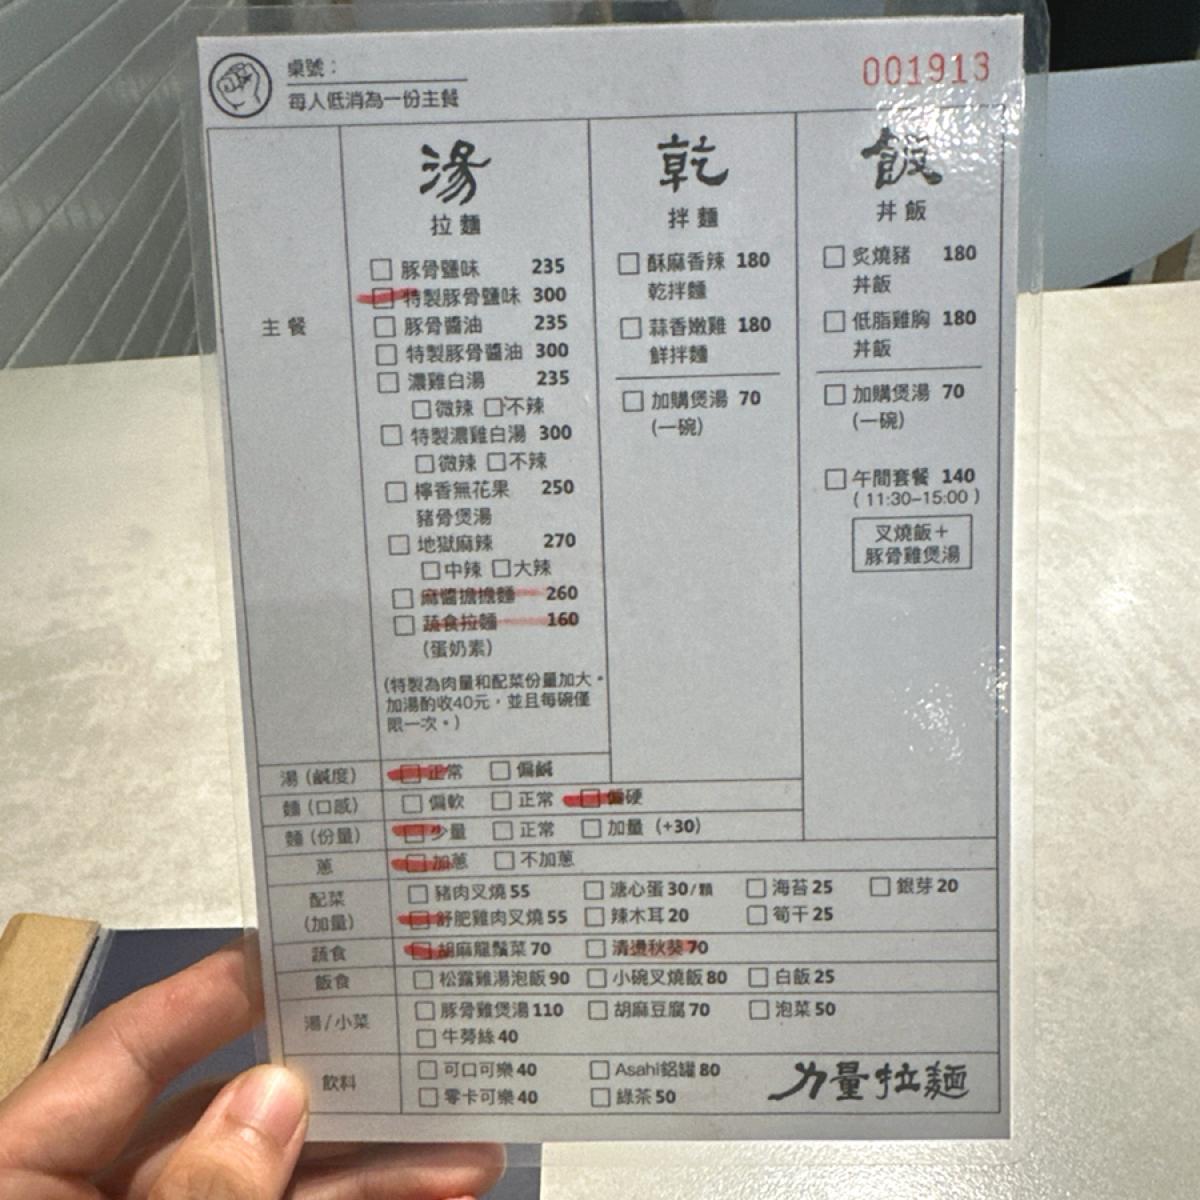 桌號：
每人低消為一份主餐
001913
湯
拉麵
乾
拌麵
飯
丼飯
主餐
豚骨鹽味 235
特製豚骨鹽味 300
豚骨醬油 235
特製豚骨醬油 300
濃雞白湯 235
微辣 不辣
特製濃雞白湯 300
微辣 不辣
檸香無花果 250
豬骨煲湯
地獄麻辣 270
中辣 大辣
麻醬擔擔麵 260
蔬食拉麵 160
(蛋奶素)
(特製為肉量和配菜份量加大。
加湯酌收40元，並且每碗僅
限一次。)
酥麻香辣 180
乾拌麵
蒜香嫩雞 180
鮮拌麵
加購煲湯 70
(一碗)
炙燒豬 180
丼飯
低脂雞胸 180
丼飯
加購煲湯 70
(一碗)
午間套餐 140
(11:30-15:00)
叉燒飯+
豚骨雞煲湯
湯(鹹度) 正常 偏鹹
麵(口感) 偏軟 正常 偏硬
麵(份量) 少量 正常 加量 (+30)
蔥 加蔥 不加蔥
配菜
(加量)
豬肉叉燒 55 溏心蛋 30/顆 海苔 25 銀芽 20
舒肥雞肉叉燒 55 辣木耳 20 筍干 25
蔬食 胡麻龍鬚菜 70 清燙秋葵 70
飯食 松露雞湯泡飯 90 小碗叉燒飯 80 白飯 25
湯/小菜
豚骨雞煲湯 110 胡麻豆腐 70 泡菜 50
牛蒡絲 40
飲料
可口可樂 40 Asahi鋁罐 80
零卡可樂 40 綠茶 50
力量拉麵